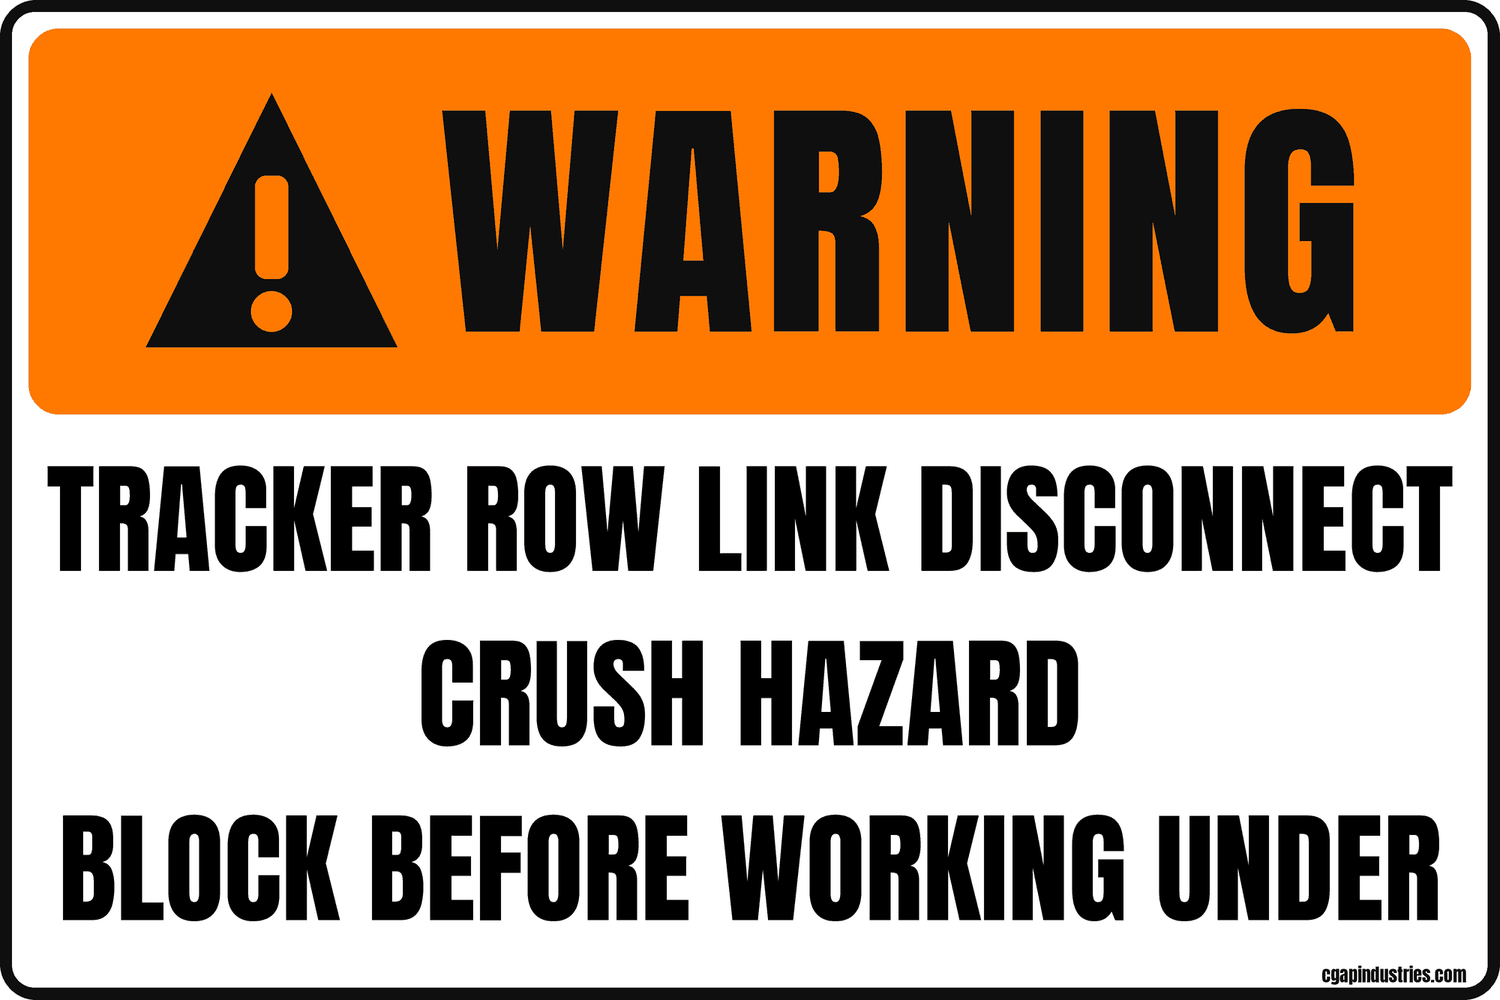 WARNING
TRACKER ROW LINK DISCONNECT
CRUSH HAZARD
BLOCK BEFORE WORKING UNDER
cgapindustries.com